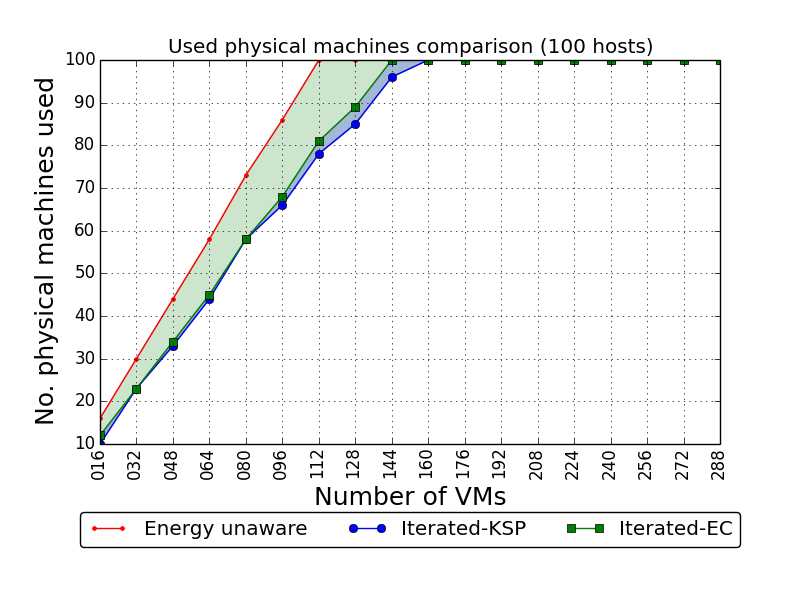 Used physical machines comparison (100 hosts)
No. physical machines used
100
90
80
70
60
50
40
30
20
10
016 032 048 064 080 096 112 128 144 160 176 192 208 224 240 256 272 288
Number of VMs
Energy unaware Iterated-KSP Iterated-EC